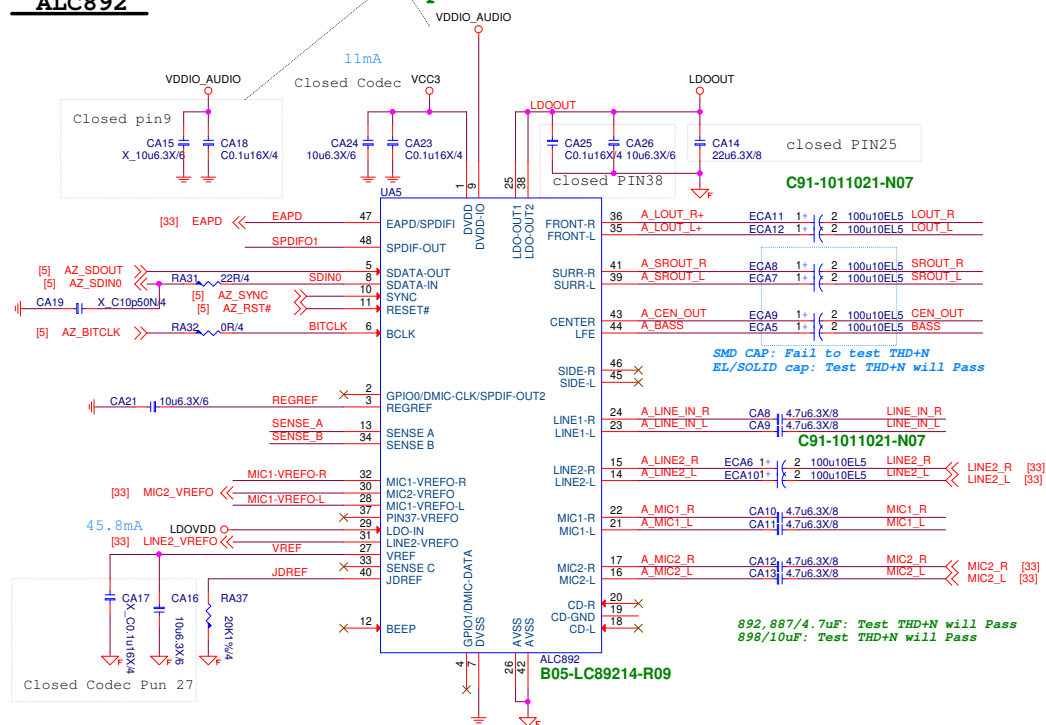 ALC892
VDDIO_AUDIO
11mA
Closed Codec
VCC3
VDDIO_AUDIO
LDOOUT
LDOOUT
Closed pin9
CA15
X_10u6.3X/6
CA18
C0.1u16X/4
CA24
10u6.3X/6
CA23
C0.1u16X/4
CA25
C0.1u16X/4
CA26
10u6.3X/6
CA14
22u6.3X/8
closed PIN25
closed PIN38
C91-1011021-N07
F
UA5
1
9
25
38
DVDD
DVDD-IO
LDO-OUT1
LDO-OUT2
[33] EAPD
EAPD
47
EAPD/SPDIFI
SPDIFO1
48
SPDIF-OUT
[5] AZ_SDOUT
5
SDATA-OUT
[5] AZ_SDIN0
RA31
22R/4
SDIN0
8
SDATA-IN
CA19
X_C10p50N/4
[5] AZ_SYNC
10
SYNC
[5] AZ_RST#
11
RESET#
[5] AZ_BITCLK
RA32
0R/4
BITCLK
6
BCLK
2
GPIO0/DMIC-CLK/SPDIF-OUT2
CA21
10u6.3X/6
REGREF
3
REGREF
SENSE_A
13
SENSE A
SENSE_B
34
SENSE B
MIC1-VREFO-R
32
MIC1-VREFO-R
[33] MIC2_VREFO
30
MIC2-VREFO
MIC1-VREFO-L
28
MIC1-VREFO-L
37
PIN37-VREFO
45.8mA
LDOVDD
29
LDO-IN
[33] LINE2_VREFO
31
LINE2-VREFO
VREF
27
VREF
33
SENSE C
JDREF
40
JDREF
CA17
X_C0.1u16X/4
CA16
10u6.3X/6
RA37
20K1%/4
F
F
F
Closed Codec Pun 27
12
BEEP
GPIO1/DMIC-DATA
DVSS
AVSS
AVSS
4
7
26
42
F
ALC892
B05-LC89214-R09
FRONT-R
36
A_LOUT_R+
ECA11
1+
2
100u10EL5
LOUT_R
FRONT-L
35
A_LOUT_L+
ECA12
1+
2
100u10EL5
LOUT_L
SURR-R
41
A_SROUT_R
ECA8
1+
2
100u10EL5
SROUT_R
SURR-L
39
A_SROUT_L
ECA7
1+
2
100u10EL5
SROUT_L
CENTER
43
A_CEN_OUT
ECA9
1+
2
100u10EL5
CEN_OUT
LFE
44
A_BASS
ECA5
1+
2
100u10EL5
BASS
SMD CAP: Fail to test THD+N
EL/SOLID cap: Test THD+N will Pass
SIDE-R
46
SIDE-L
45
LINE1-R
24
A_LINE_IN_R
CA8
4.7u6.3X/8
LINE_IN_R
LINE1-L
23
A_LINE_IN_L
CA9
4.7u6.3X/8
LINE_IN_L
C91-1011021-N07
LINE2-R
15
A_LINE2_R
ECA6
1+
2
100u10EL5
LINE2_R
LINE2_R [33]
LINE2-L
14
A_LINE2_L
ECA10
1+
2
100u10EL5
LINE2_L
LINE2_L [33]
MIC1-R
22
A_MIC1_R
CA10
4.7u6.3X/8
MIC1_R
MIC1-L
21
A_MIC1_L
CA11
4.7u6.3X/8
MIC1_L
MIC2-R
17
A_MIC2_R
CA12
4.7u6.3X/8
MIC2_R
MIC2_R [33]
MIC2-L
16
A_MIC2_L
CA13
4.7u6.3X/8
MIC2_L
MIC2_L [33]
CD-R
20
CD-GND
19
CD-L
18
892,887/4.7uF: Test THD+N will Pass
898/10uF: Test THD+N will Pass